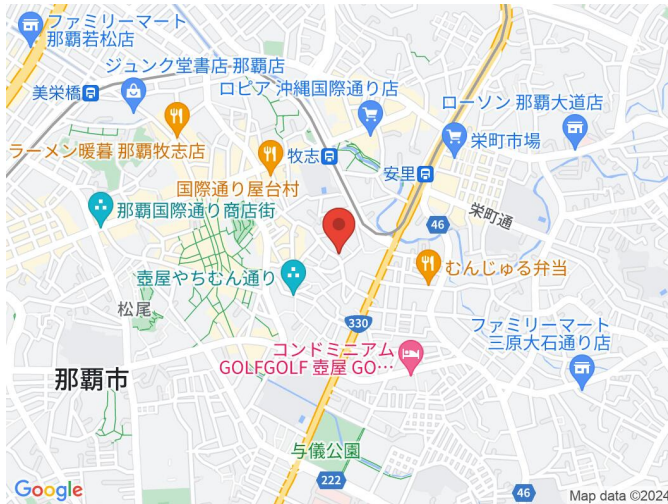 ファミリーマート
那覇若松店
ジュンク堂書店 那覇店
美栄橋
ロピア 沖縄国際通り店
ローソン 那覇大道店
ラーメン暖暮 那覇牧志店
牧志
栄町市場
安里
国際通り屋台村
那覇国際通り商店街
46
栄町通
壺屋やちむん通り
むんじゅる弁当
松尾
330
ファミリーマート
三原大石通り店
コンドミニアム
GOLFGOLF 壺屋 GO…
那覇市
与儀公園
222
46
Google
Map data ©2024